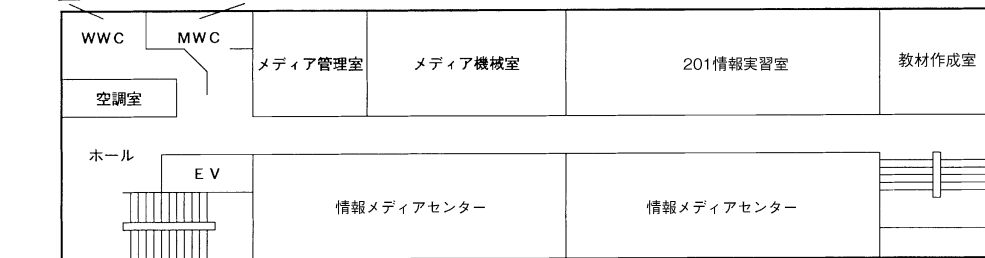 WWC
MWC
メディア管理室
メディア機械室
201情報実習室
教材作成室
空調室
ホール
EV
情報メディアセンター
情報メディアセンター